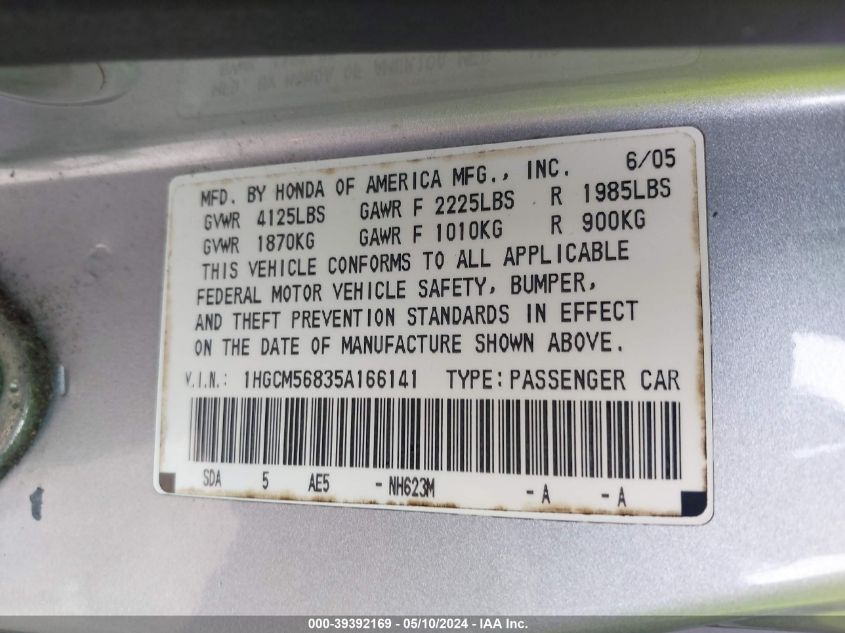 MFD. BY HONDA OF AMERICA MFG., INC. 6/05
GVWR 4125LBS GAWR F 2225LBS R 1985LBS
GVWR 1870KG GAWR F 1010KG R 900KG
THIS VEHICLE CONFORMS TO ALL APPLICABLE
FEDERAL MOTOR VEHICLE SAFETY, BUMPER,
AND THEFT PREVENTION STANDARDS IN EFFECT
ON THE DATE OF MANUFACTURE SHOWN ABOVE.
V.I.N.: 1HGCM56835A166141 TYPE: PASSENGER CAR
SDA 5 AE5 - NH623M - A - A
000-39392169 - 05/10/2024 - IAA Inc.